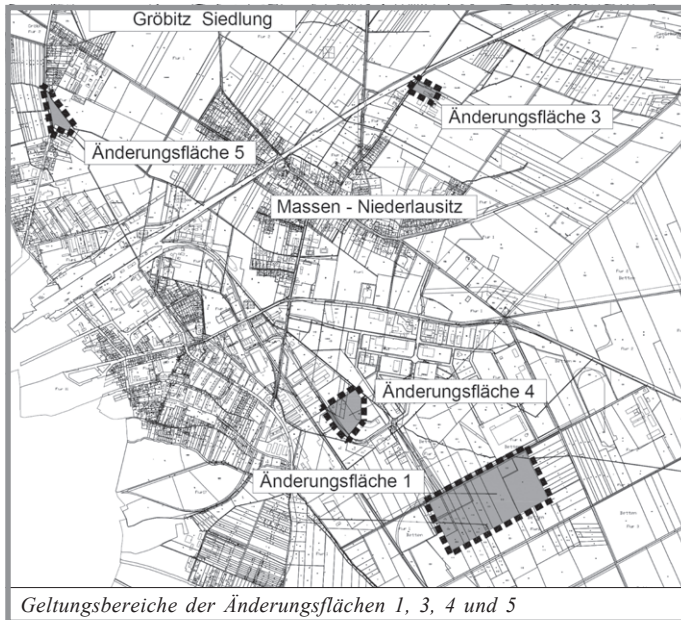 Gröbitz Siedlung
Änderungsfläche 3
Änderungsfläche 5
Massen - Niederlausitz
Änderungsfläche 4
Änderungsfläche 1
Geltungsbereiche der Änderungsflächen 1, 3, 4 und 5